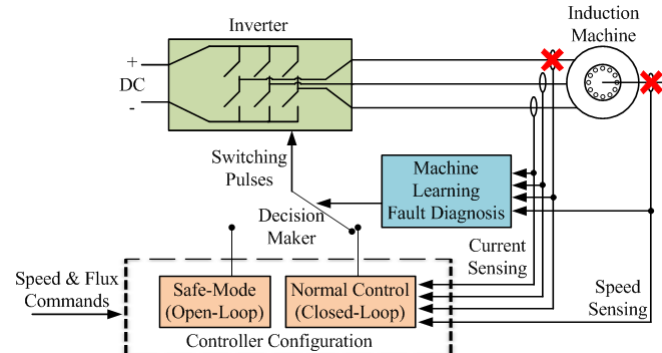 Inverter
Induction
Machine
+
DC
-
Switching
Pulses
Machine
Learning
Fault Diagnosis
Decision
Maker
Current
Sensing
Speed & Flux
Commands
Safe-Mode
(Open-Loop)
Normal Control
(Closed-Loop)
Speed
Sensing
Controller Configuration